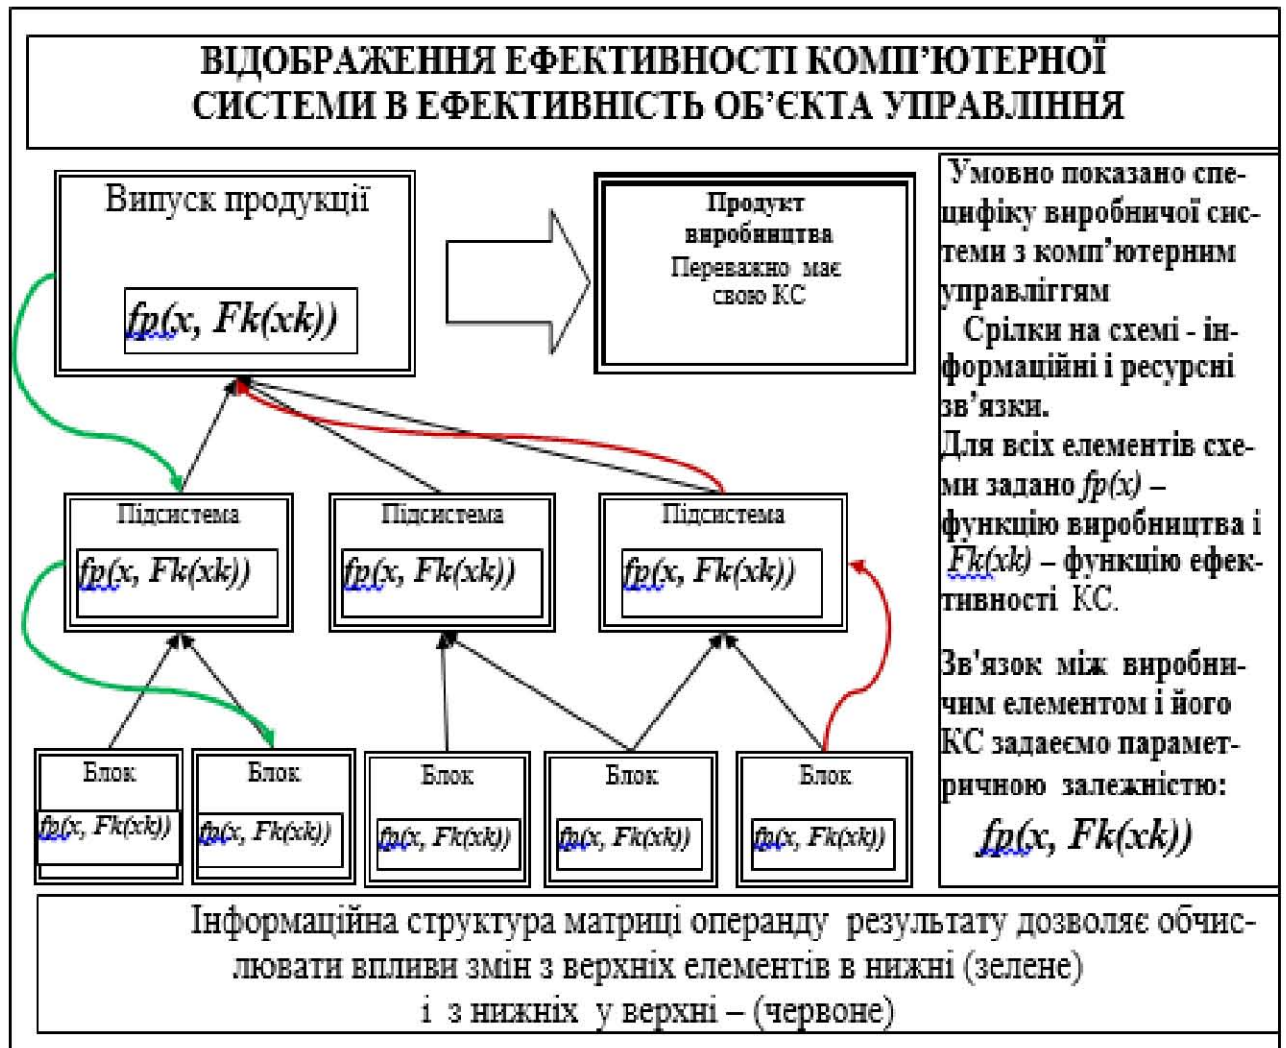 ВІДОБРАЖЕННЯ ЕФЕКТИВНОСТІ КОМП’ЮТЕРНОЇ
СИСТЕМИ В ЕФЕКТИВНІСТЬ ОБ’ЄКТА УПРАВЛІННЯ
Випуск продукції
fp(x, Fk(xk))
Продукт
виробництва
Переважно має
свою КС
Підсистема
fp(x, Fk(xk))
Підсистема
fp(x, Fk(xk))
Підсистема
fp(x, Fk(xk))
Блок
fp(x, Fk(xk))
Блок
fp(x, Fk(xk))
Блок
fp(x, Fk(xk))
Блок
fp(x, Fk(xk))
Блок
fp(x, Fk(xk))
Умовно показано спе-
цифіку виробничої сис-
теми з комп’ютерним
управліггям
Срілки на схемі - ін-
формаційні і ресурсні
зв’язки.
Для всіх елементів схе-
ми задано fp(x) –
функцію виробництва і
Fk(xk) – функцію ефек-
тивності КС.
Зв'язок між виробни-
чим елементом і його
КС задаємо парамет-
ричною залежністю:
fp(x, Fk(xk))
Інформаційна структура матриці операнду результату дозволяє обчис-
лювати впливи змін з верхніх елементів в нижні (зелене)
і з нижніх у верхні – (червоне)